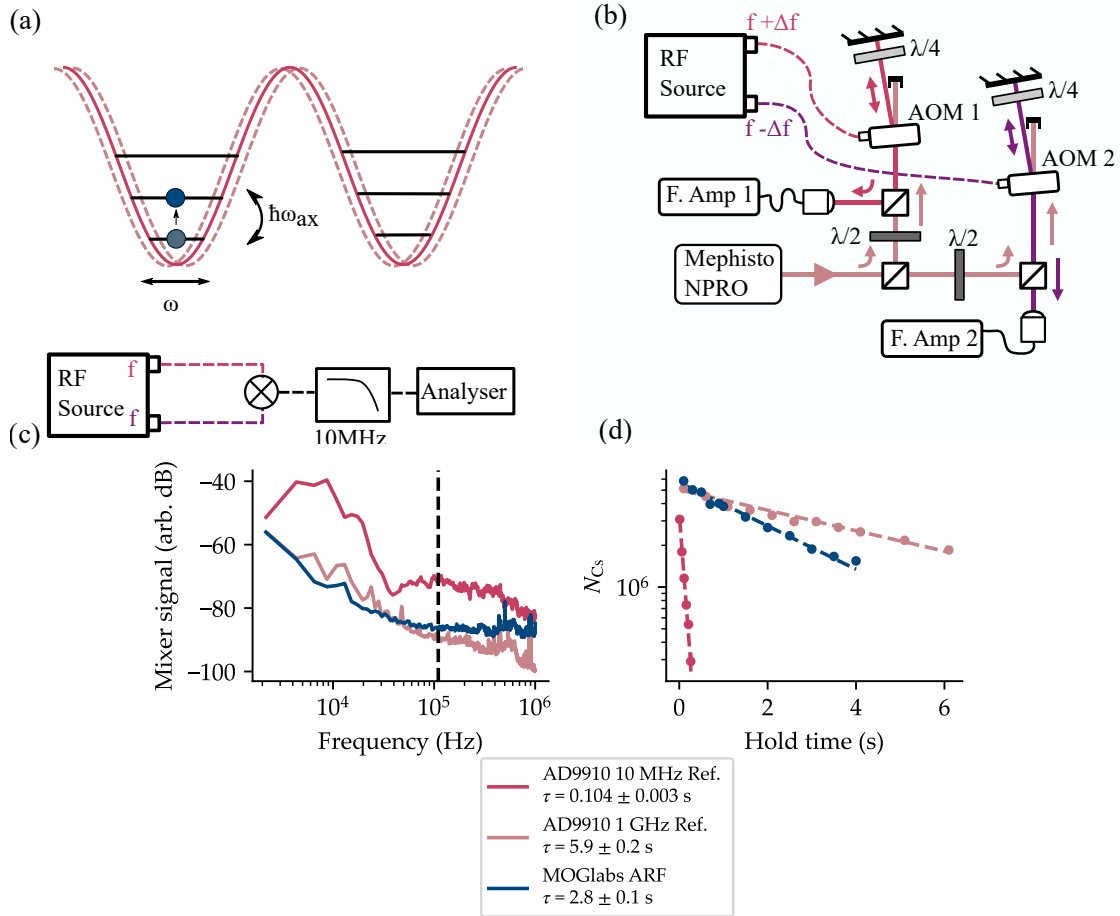 (a)
ħω_ax
ω
(b)
RF
Source
f +Δf
f -Δf
λ/4
λ/4
AOM 1
AOM 2
F. Amp 1
λ/2
λ/2
Mephisto
NPRO
F. Amp 2
RF
Source
f
f
10MHz
Analyser
(c)
Mixer signal (arb. dB)
−40
−60
−80
−100
10^4
10^5
10^6
Frequency (Hz)
(d)
N_Cs
10^6
0
2
4
6
Hold time (s)
AD9910 10 MHz Ref.
τ = 0.104 ± 0.003 s
AD9910 1 GHz Ref.
τ = 5.9 ± 0.2 s
MOGlabs ARF
τ = 2.8 ± 0.1 s